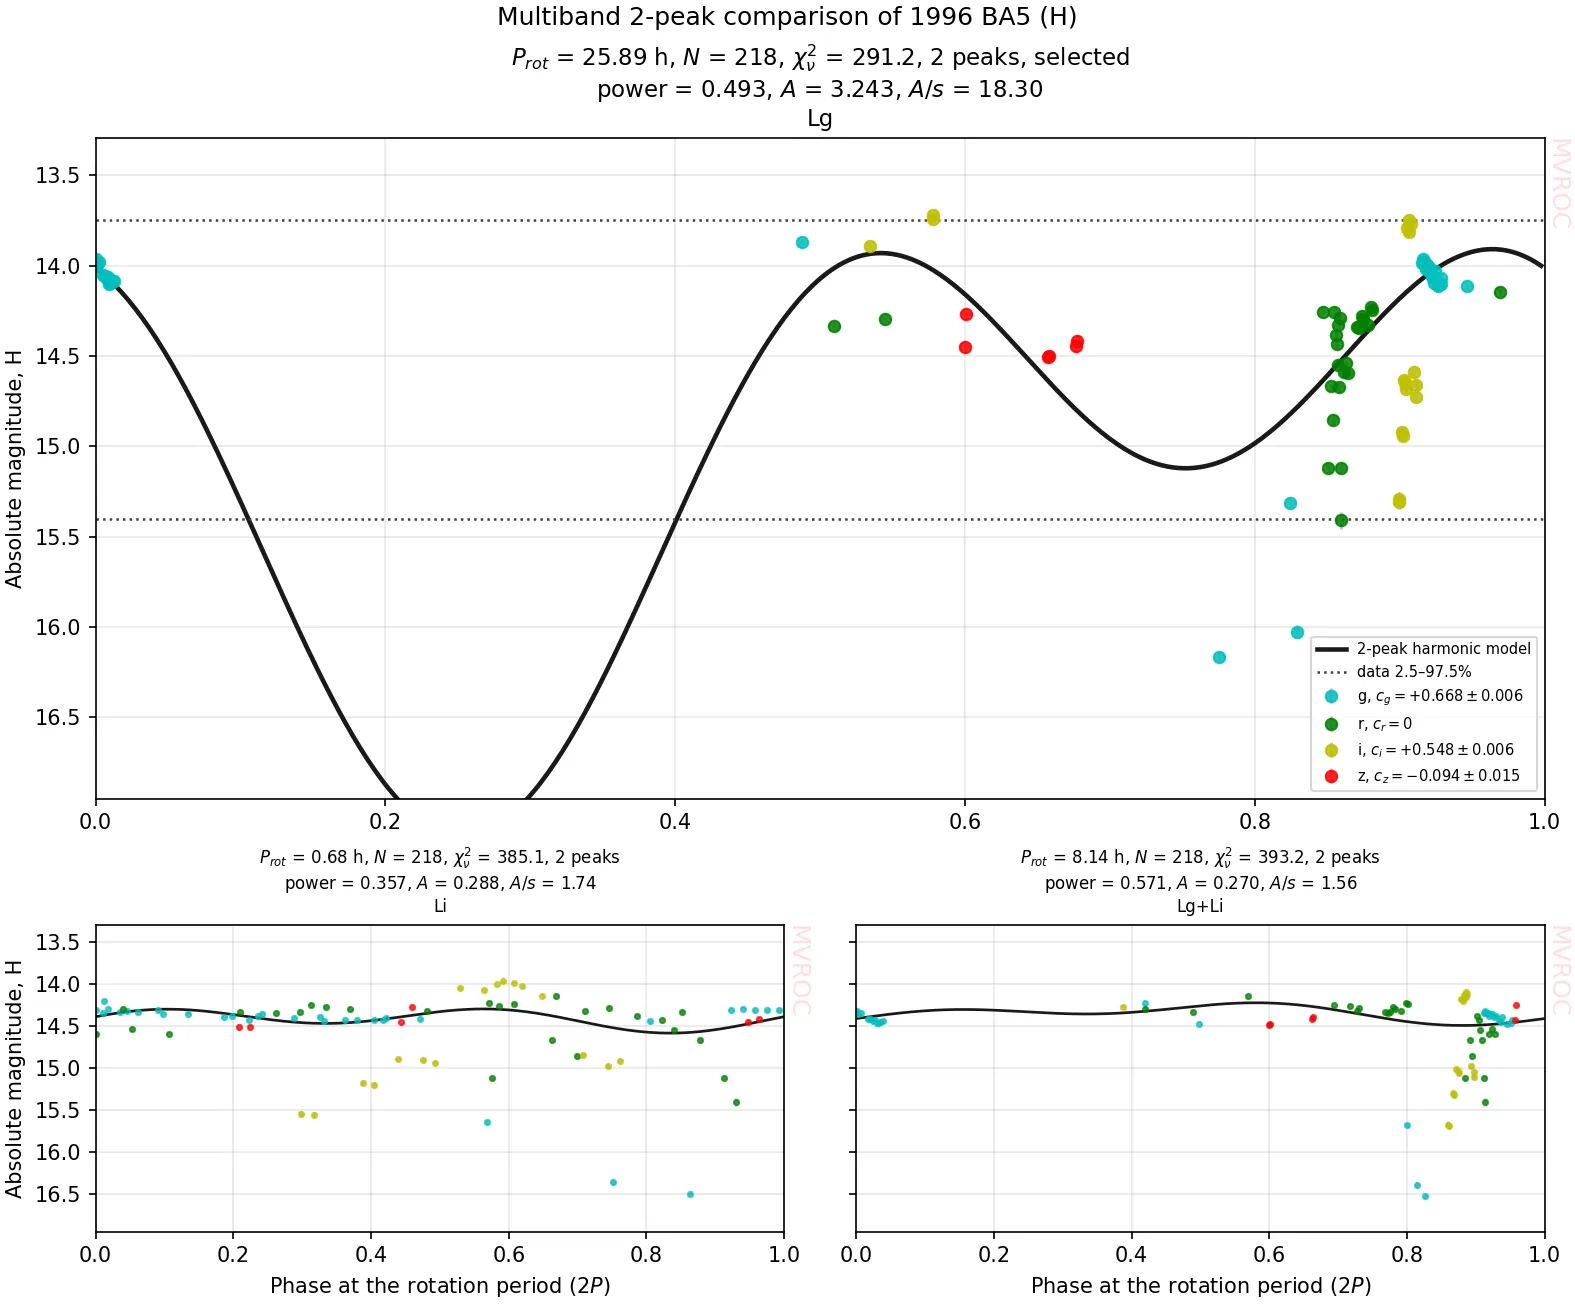 Multiband 2-peak comparison of 1996 BA5 (H)
P_rot = 25.89 h, N = 218, χ²_ν = 291.2, 2 peaks, selected
power = 0.493, A = 3.243, A/s = 18.30
Lg
MVROC
Absolute magnitude, H
13.5
14.0
14.5
15.0
15.5
16.0
16.5
2-peak harmonic model
data 2.5–97.5%
g, c_g = +0.668 ± 0.006
r, c_r = 0
i, c_i = +0.548 ± 0.006
z, c_z = −0.094 ± 0.015
0.0 0.2 0.4 0.6 0.8 1.0
P_rot = 0.68 h, N = 218, χ²_ν = 385.1, 2 peaks
power = 0.357, A = 0.288, A/s = 1.74
Li
MVROC
Absolute magnitude, H
13.5
14.0
14.5
15.0
15.5
16.0
16.5
0.0 0.2 0.4 0.6 0.8 1.0
Phase at the rotation period (2P)
P_rot = 8.14 h, N = 218, χ²_ν = 393.2, 2 peaks
power = 0.571, A = 0.270, A/s = 1.56
Lg+Li
MVROC
0.0 0.2 0.4 0.6 0.8 1.0
Phase at the rotation period (2P)